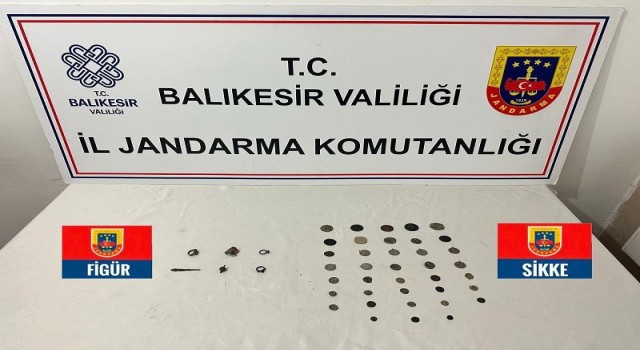 T.C.
BALIKESİR
VALİLİĞİ
T.C.
BALIKESİR VALİLİĞİ
İL JANDARMA KOMUTANLIĞI
JANDARMA
FİGÜR
SİKKE